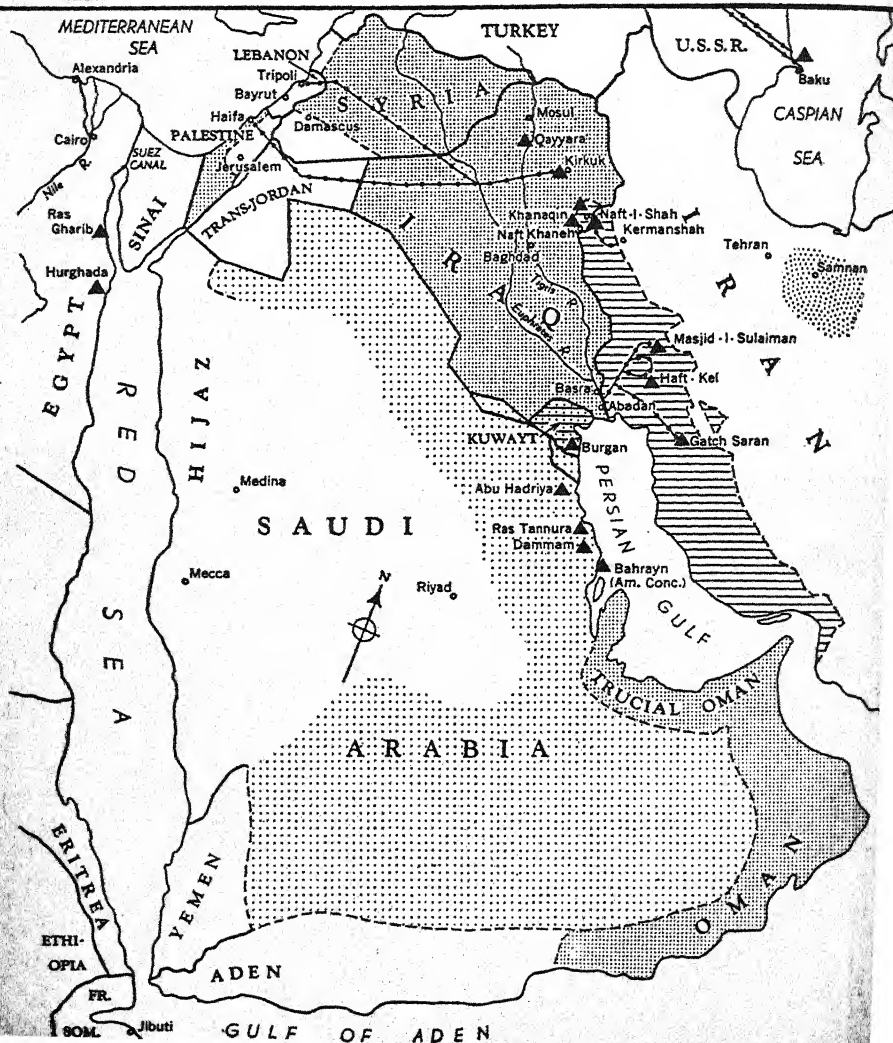 MEDITERRANEAN
SEA
TURKEY
U.S.S.R.
LEBANON
Tripoli
Alexandria
Bayrut
SYRIA
Baku
CASPIAN
SEA
Haifa
Damascus
Mosul
Cairo
PALESTINE
Qayyara
SUEZ
CANAL
Jerusalem
Kirkuk
Nile R.
TRANS-JORDAN
SINAI
Ras
Gharib
Khanaqin
Naft-I-Shah
Naft Khaneh
Kermanshah
Baghdad
Tehran
Samnan
IRAN
Hurghada
IRAQ
Tigris R.
Euphrates R.
EGYPT
RED SEA
HIJAZ
Masjid-I-Sulaiman
Haft-Kel
Basra
Abadan
KUWAYT
Burgan
Gatch Saran
PERSIAN
GULF
Medina
Abu Hadriya
SAUDI
Ras Tannura
Dammam
Mecca
N
Riyad
Bahrayn
(Am. Conc.)
TRUCIAL OMAN
ARABIA
OMAN
ERITREA
YEMEN
ETHI-
OPIA
ADEN
FR.
SOM.
Jibuti
GULF OF ADEN